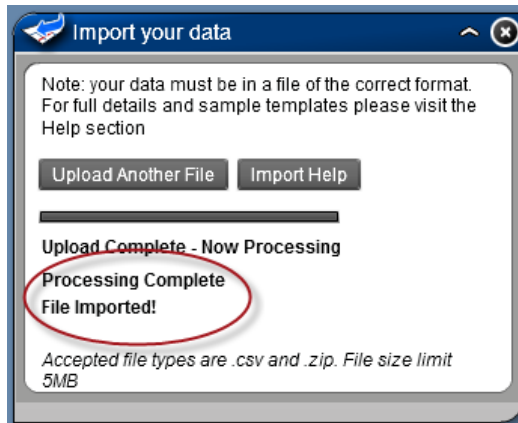 Import your data
Note: your data must be in a file of the correct format.
For full details and sample templates please visit the
Help section
Upload Another File Import Help
Upload Complete - Now Processing
Processing Complete
File Imported!
Accepted file types are .csv and .zip. File size limit
5MB